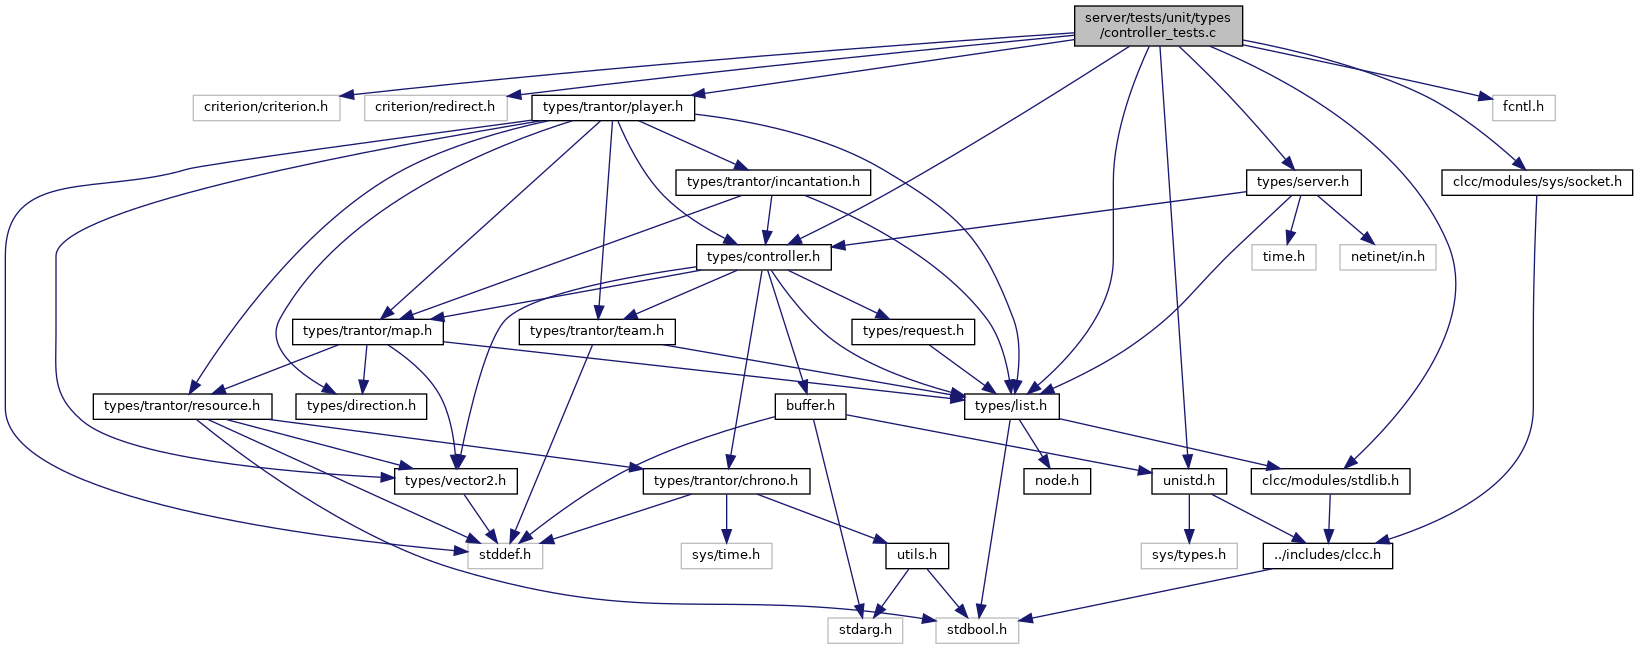 server/tests/unit/types
/controller_tests.c
criterion/criterion.h
criterion/redirect.h
types/trantor/player.h
fcntl.h
types/trantor/incantation.h
types/server.h
clcc/modules/sys/socket.h
types/controller.h
time.h
netinet/in.h
types/trantor/map.h
types/trantor/team.h
types/request.h
types/trantor/resource.h
types/direction.h
buffer.h
types/list.h
types/vector2.h
types/trantor/chrono.h
node.h
unistd.h
clcc/modules/stdlib.h
stddef.h
sys/time.h
utils.h
sys/types.h
../includes/clcc.h
stdarg.h
stdbool.h